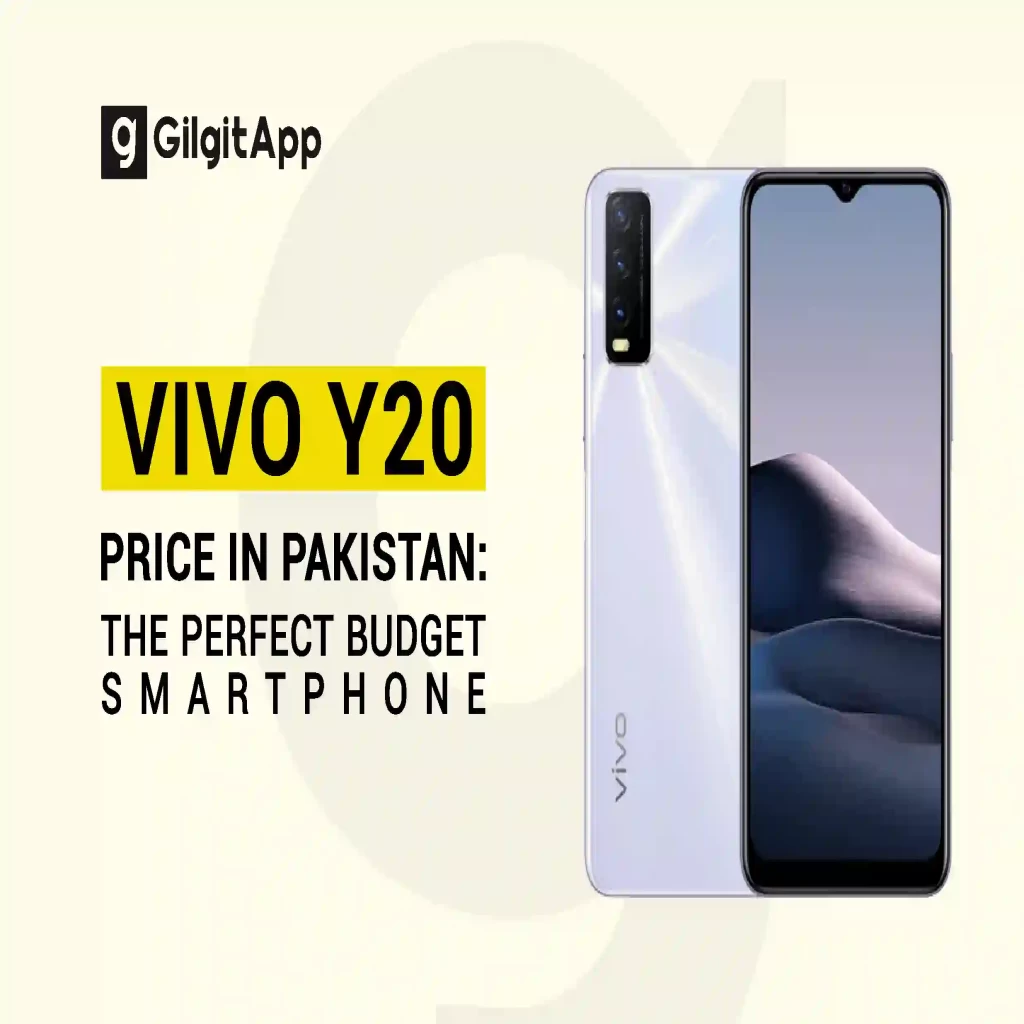 g GilgitApp
VIVO Y20
PRICE IN PAKISTAN:
THE PERFECT BUDGET
SMARTPHONE
vivo